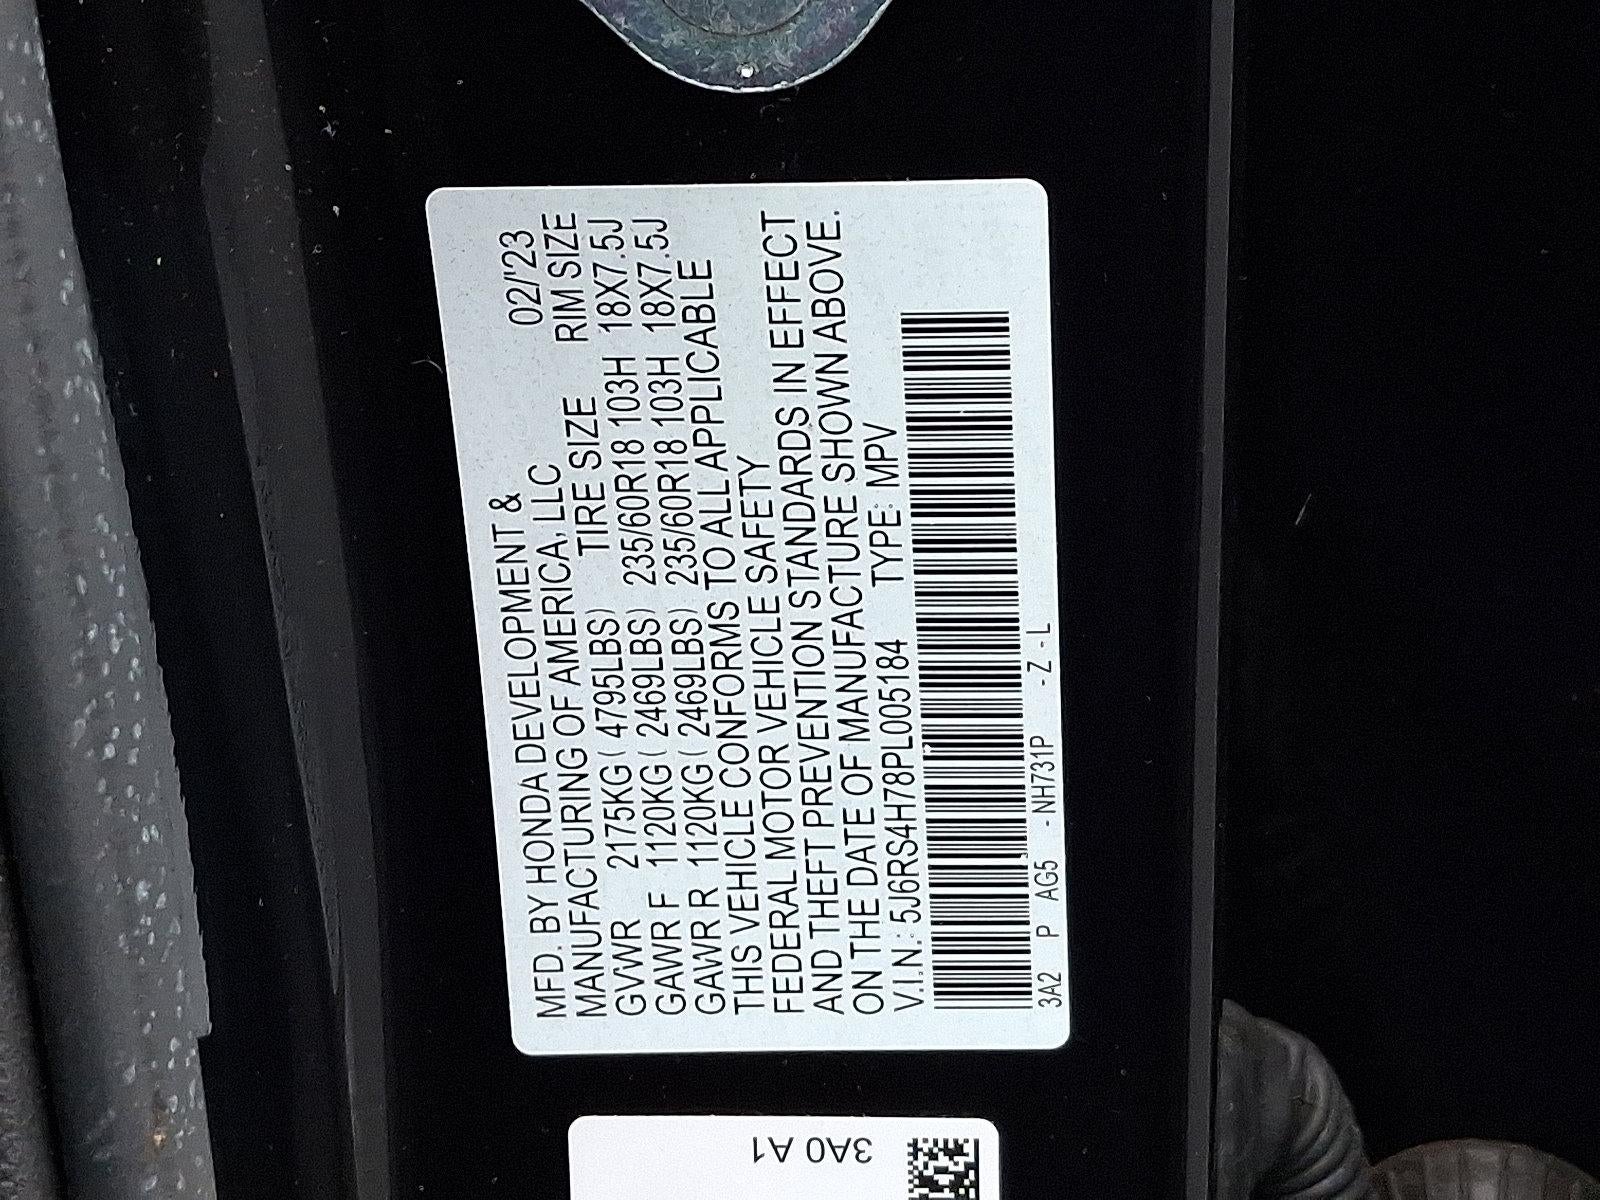 MFD. BY HONDA DEVELOPMENT & 02/'23
MANUFACTURING OF AMERICA, LLC RIM SIZE
TIRE SIZE
GVWR 2175KG ( 4795LBS) 235/60R18 103H 18X7.5J
GAWR F 1120KG ( 2469LBS) 235/60R18 103H 18X7.5J
GAWR R 1120KG ( 2469LBS)
THIS VEHICLE CONFORMS TO ALL APPLICABLE
FEDERAL MOTOR VEHICLE SAFETY
AND THEFT PREVENTION STANDARDS IN EFFECT
ON THE DATE OF MANUFACTURE SHOWN ABOVE.
V.I.N.: 5J6RS4H78PL005184 TYPE: MPV
3A2 P AG5 - NH731P - Z - L
3A0 A1